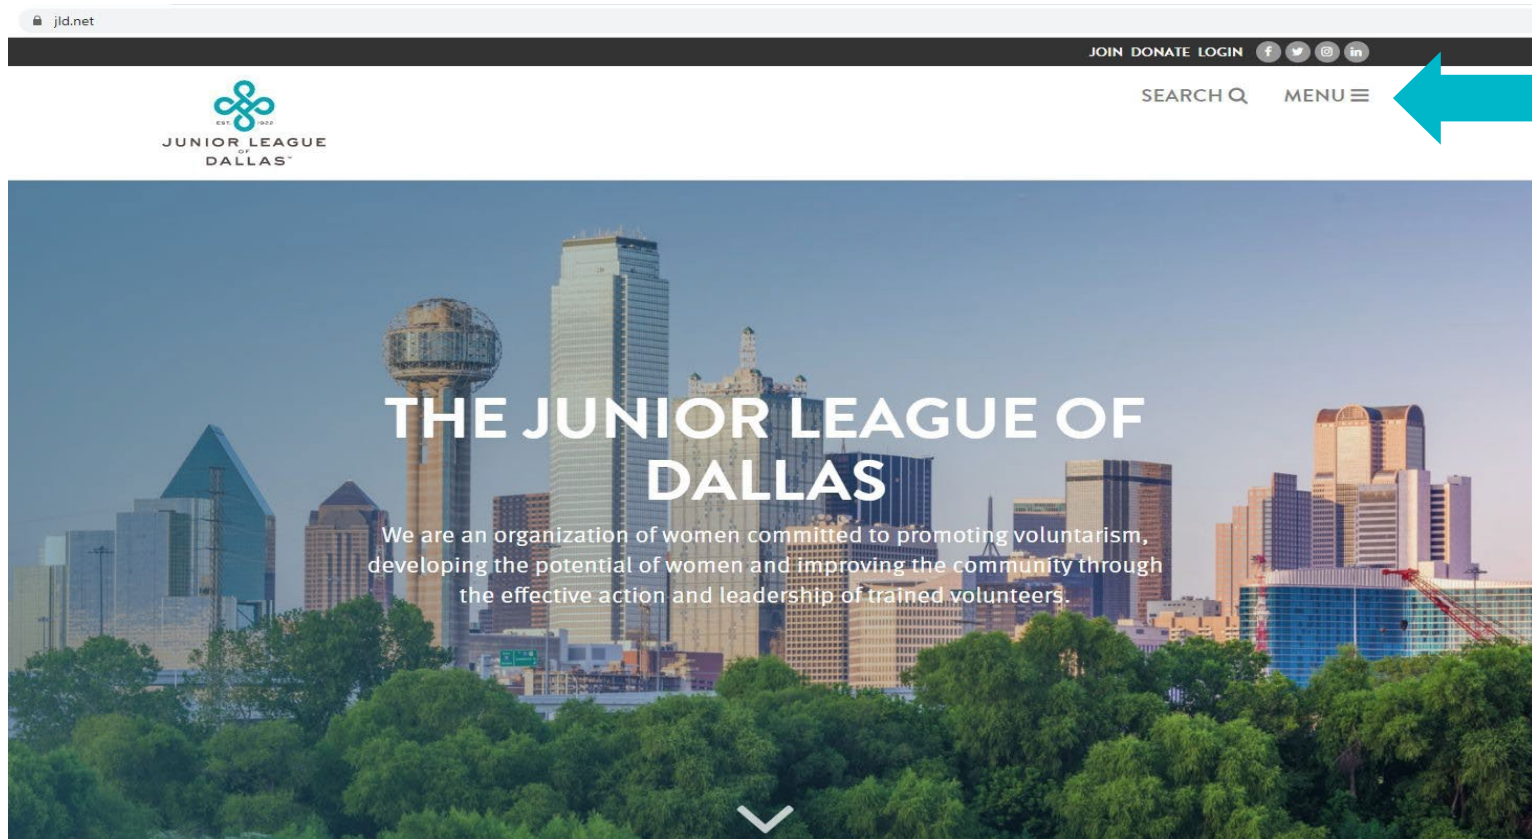 jld.net
JOIN DONATE LOGIN
SEARCH MENU
EST. 1922
JUNIOR LEAGUE
OF
DALLAS
THE JUNIOR LEAGUE OF
DALLAS
We are an organization of women committed to promoting voluntarism,
developing the potential of women and improving the community through
the effective action and leadership of trained volunteers.